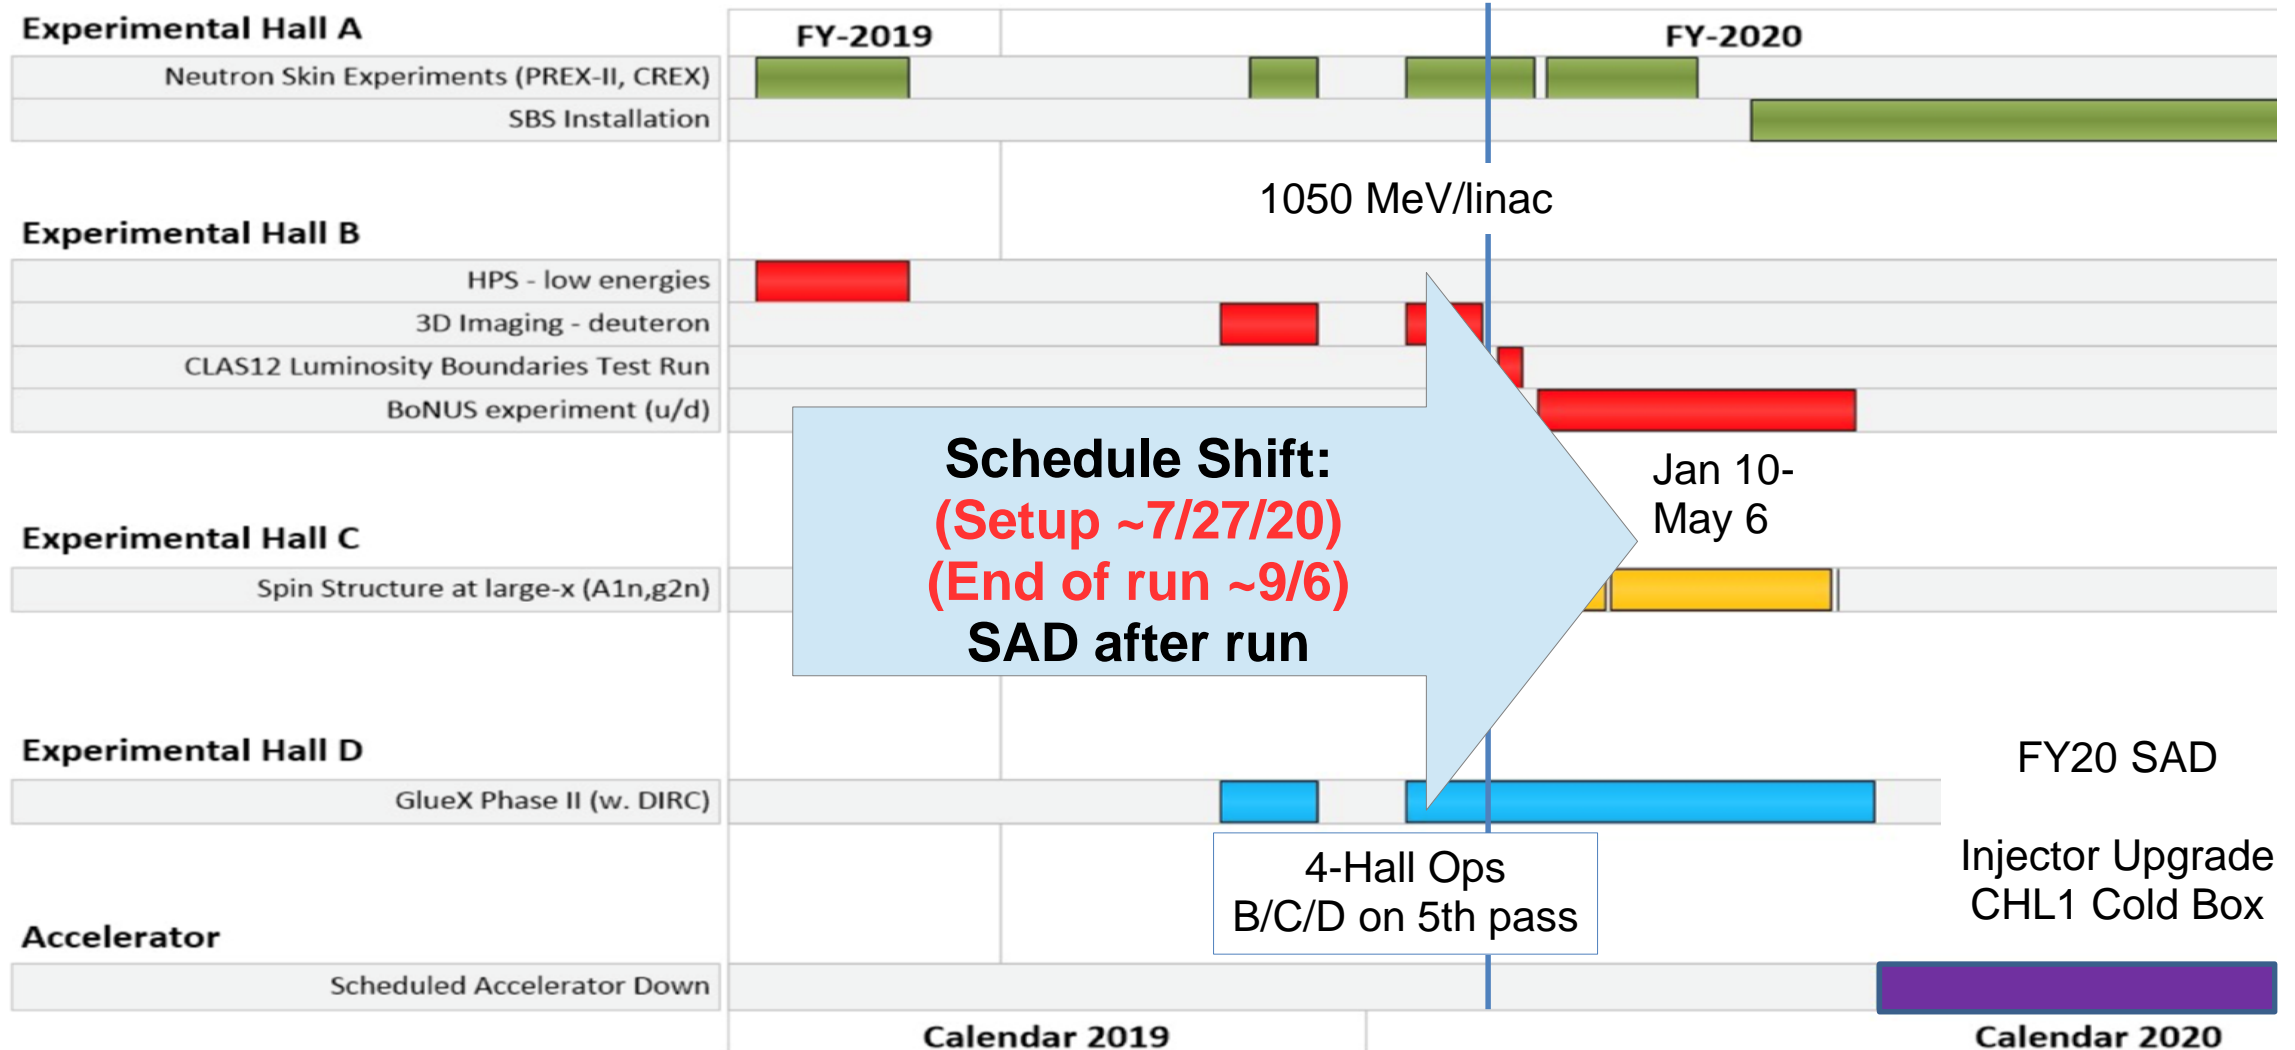 Experimental Hall A
FY-2019
FY-2020
Neutron Skin Experiments (PREX-II, CREX)
SBS Installation
1050 MeV/linac
Experimental Hall B
HPS - low energies
3D Imaging - deuteron
CLAS12 Luminosity Boundaries Test Run
BoNUS experiment (u/d)
Schedule Shift:
(Setup ~7/27/20)
(End of run ~9/6)
SAD after run
Jan 10-
May 6
Experimental Hall C
Spin Structure at large-x (A1n,g2n)
Experimental Hall D
FY20 SAD
GlueX Phase II (w. DIRC)
4-Hall Ops
B/C/D on 5th pass
Injector Upgrade
CHL1 Cold Box
Accelerator
Scheduled Accelerator Down
Calendar 2019
Calendar 2020